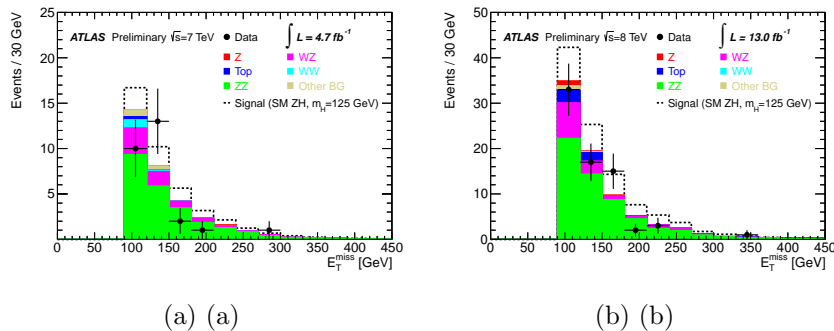 Events / 30 GeV
25
20
15
10
5
0
ATLAS Preliminary √s=7 TeV
Data
∫ L = 4.7 fb⁻¹
Z
WZ
Top
WW
ZZ
Other BG
Signal (SM ZH, m_H=125 GeV)
0 50 100 150 200 250 300 350 400 450
E_T^miss [GeV]
(a) (a)
Events / 30 GeV
50
40
30
20
10
0
ATLAS Preliminary √s=8 TeV
Data
∫ L = 13.0 fb⁻¹
Z
WZ
Top
WW
ZZ
Other BG
Signal (SM ZH, m_H=125 GeV)
0 50 100 150 200 250 300 350 400 450
E_T^miss [GeV]
(b) (b)